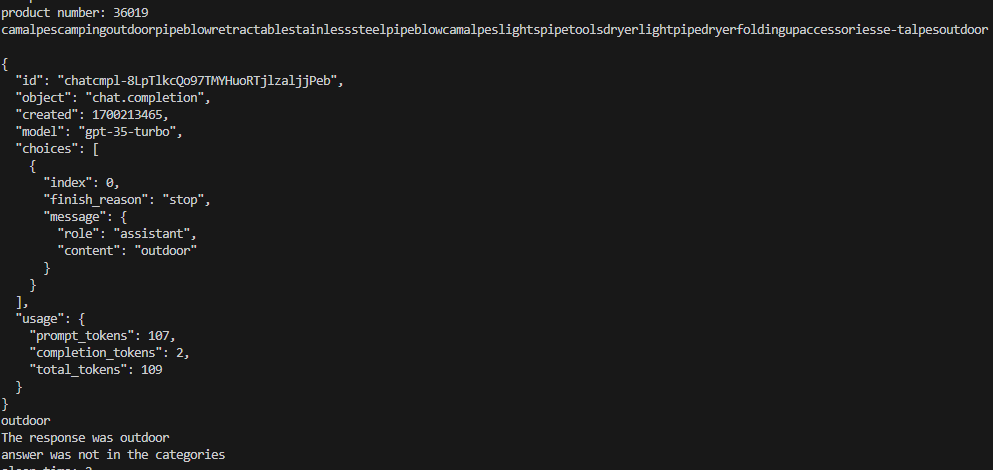 product number: 36019
camalpescampingoutdoorpipeblowretractablestainlesssteelpipeblowcamalpeslightspipetoolsdryerlightpipedryerfoldingupaccessoriesse-talpesoutdoor
{
"id": "chatcmpl-8LpTlkcQo97TMYHuoRTjlzaljjPeb",
"object": "chat.completion",
"created": 1700213465,
"model": "gpt-35-turbo",
"choices": [
{
"index": 0,
"finish_reason": "stop",
"message": {
"role": "assistant",
"content": "outdoor"
}
}
],
"usage": {
"prompt_tokens": 107,
"completion_tokens": 2,
"total_tokens": 109
}
}
outdoor
The response was outdoor
answer was not in the categories